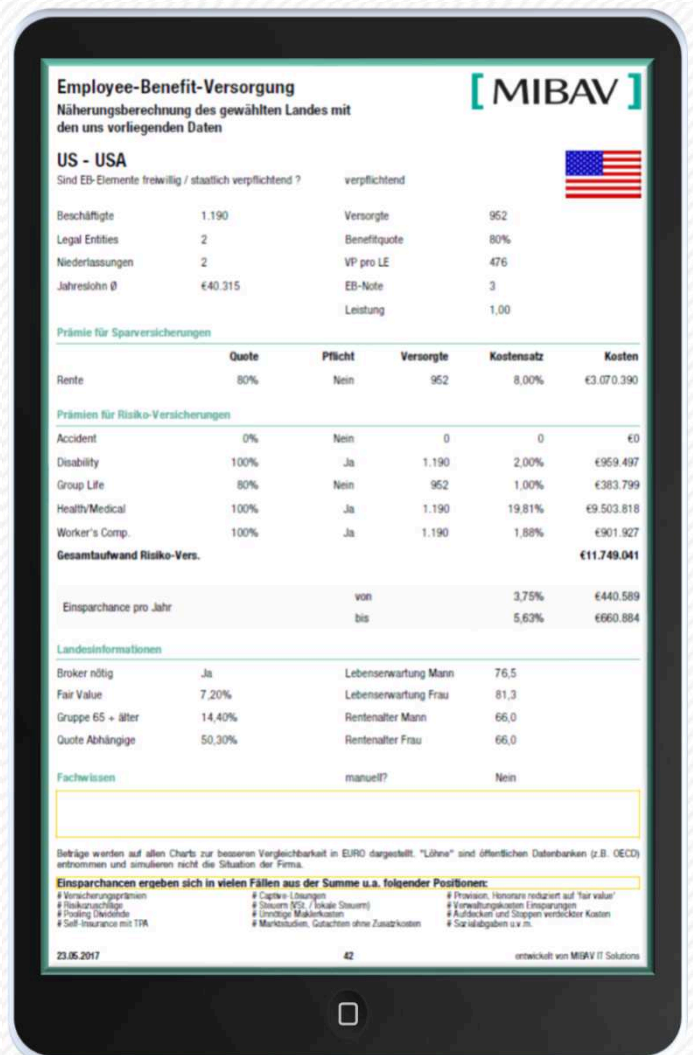 Employee-Benefit-Versorgung
Näherungsberechnung des gewählten Landes mit
den uns vorliegenden Daten
[ MIBAV ]
US - USA
Sind EB-Elemente freiwillig / staatlich verpflichtend ? verpflichtend
Beschäftigte 1.190 Versorgte 952
Legal Entities 2 Benefitquote 80%
Niederlassungen 2 VP pro LE 476
Jahreslohn Ø €40.315 EB-Note 3
Leistung 1,00
Prämie für Sparversicherungen
Quote Pflicht Versorgte Kostensatz Kosten
Rente 80% Nein 952 8,00% €3.070.390
Prämien für Risiko-Versicherungen
Accident 0% Nein 0 0 €0
Disability 100% Ja 1.190 2,00% €959.497
Group Life 80% Nein 952 1,00% €383.799
Health/Medical 100% Ja 1.190 19,81% €9.503.818
Worker's Comp. 100% Ja 1.190 1,88% €901.927
Gesamtaufwand Risiko-Vers. €11.749.041
Einsparchance pro Jahr
von 3,75% €440.589
bis 5,63% €660.884
Landesinformationen
Broker nötig Ja Lebenserwartung Mann 76,5
Fair Value 7,20% Lebenserwartung Frau 81,3
Gruppe 65 + älter 14,40% Rentenalter Mann 66,0
Quote Abhängige 50,30% Rentenalter Frau 66,0
Fachwissen manuell? Nein
Beträge werden auf allen Charts zur besseren Vergleichbarkeit in EURO dargestellt. "Löhne" sind öffentlichen Datenbanken (z.B. OECD)
entnommen und simulieren nicht die Situation der Firma.
Einsparchancen ergeben sich in vielen Fällen aus der Summe u.a. folgender Positionen:
# Versicherungsprämien # Captive-Lösungen # Provision, Honorare reduziert auf 'fair value'
# Risikozuschläge # Steuern (VSt. / lokale Steuern) # Verwaltungskosten Einsparungen
# Pooling Dividende # Unnötige Maklerkosten # Aufdecken und Stoppen verdeckter Kosten
# Self-Insurance mit TPA # Marktstudien, Gutachten ohne Zusatzkosten # Sozialabgaben u.v.m.
23.05.2017 42 entwickelt von MIBAV IT Solutions